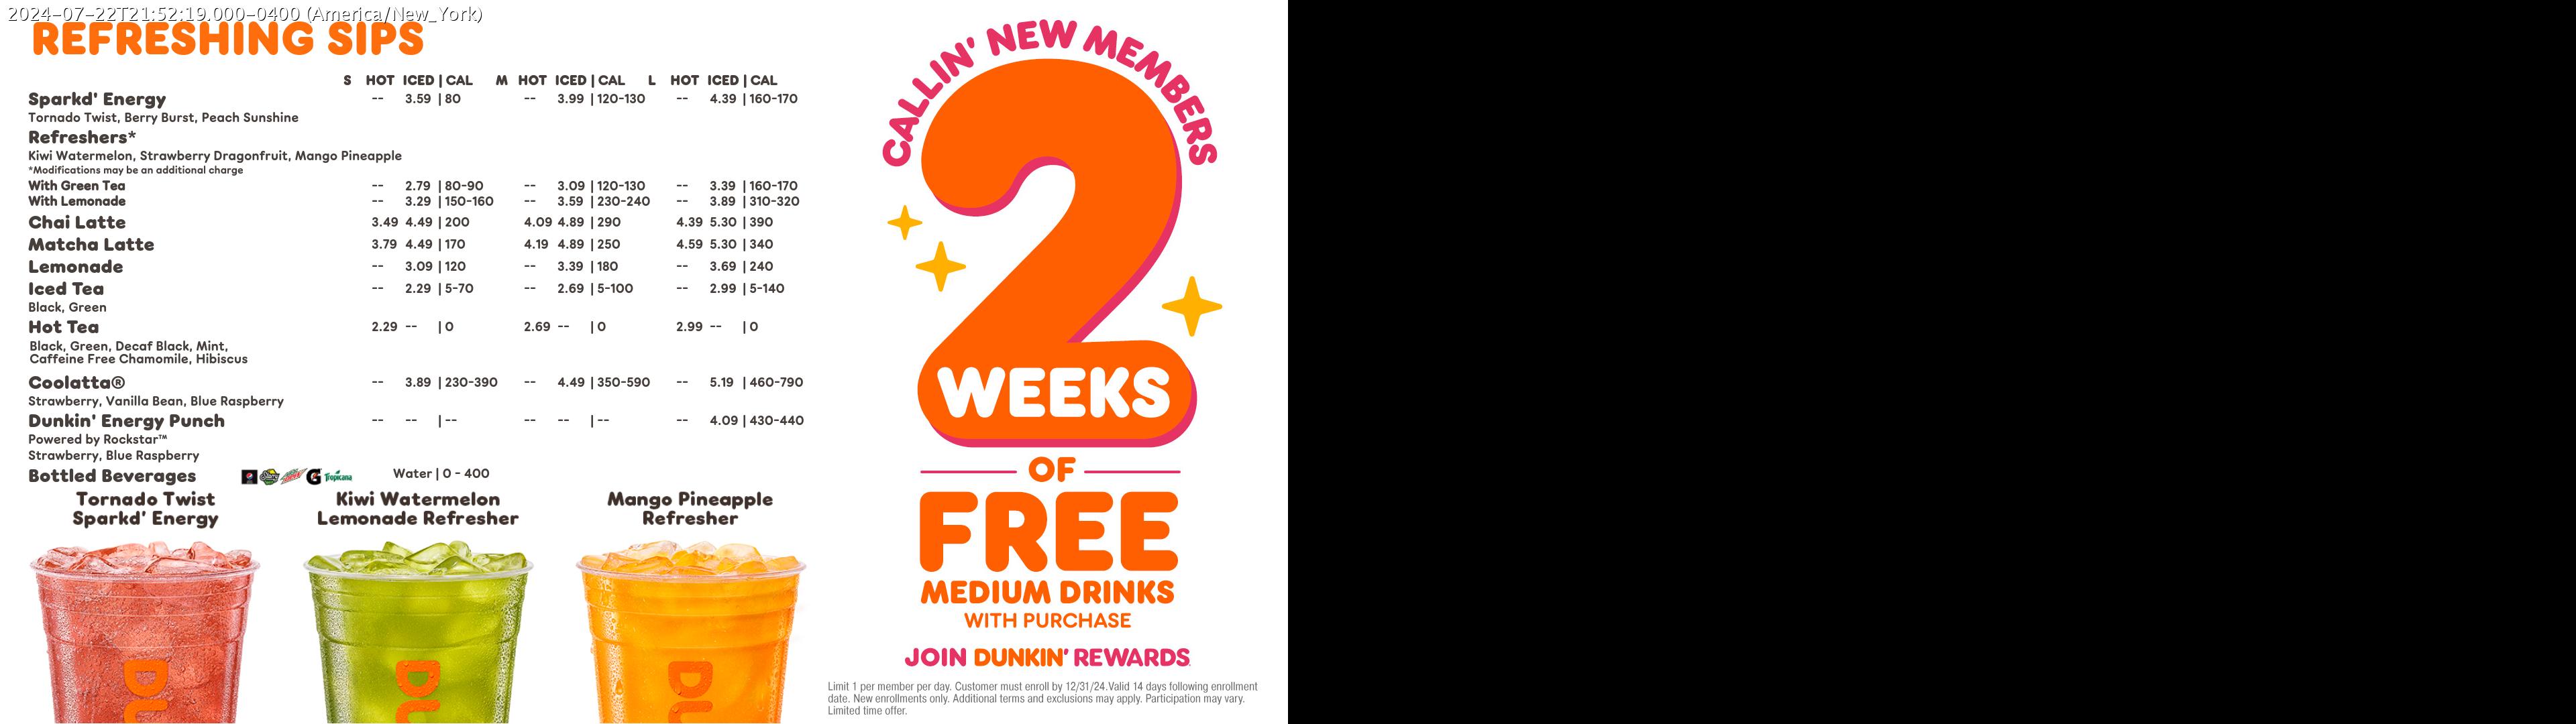 2024-07-22T21:52:19.000-0400 (America/New_York)
REFRESHING SIPS
S HOT ICED | CAL M HOT ICED | CAL L HOT ICED | CAL
Sparkd' Energy -- 3.59 | 80 -- 3.99 | 120-130 -- 4.39 | 160-170
Tornado Twist, Berry Burst, Peach Sunshine
Refreshers*
Kiwi Watermelon, Strawberry Dragonfruit, Mango Pineapple
*Modifications may be an additional charge
With Green Tea -- 2.79 | 80-90 -- 3.09 | 120-130 -- 3.39 | 160-170
With Lemonade -- 3.29 | 150-160 -- 3.59 | 230-240 -- 3.89 | 310-320
Chai Latte 3.49 4.49 | 200 4.09 4.89 | 290 4.39 5.30 | 390
Matcha Latte 3.79 4.49 | 170 4.19 4.89 | 250 4.59 5.30 | 340
Lemonade -- 3.09 | 120 -- 3.39 | 180 -- 3.69 | 240
Iced Tea -- 2.29 | 5-70 -- 2.69 | 5-100 -- 2.99 | 5-140
Black, Green
Hot Tea 2.29 -- | 0 2.69 -- | 0 2.99 -- | 0
Black, Green, Decaf Black, Mint,
Caffeine Free Chamomile, Hibiscus
Coolatta® -- 3.89 | 230-390 -- 4.49 | 350-590 -- 5.19 | 460-790
Strawberry, Vanilla Bean, Blue Raspberry
Dunkin' Energy Punch -- -- | -- -- -- | -- -- 4.09 | 430-440
Powered by Rockstar™
Strawberry, Blue Raspberry
Bottled Beverages G Tropicana Water | 0 - 400
Tornado Twist
Sparkd' Energy
Kiwi Watermelon
Lemonade Refresher
Mango Pineapple
Refresher
DU
DU
DU
CALLIN' NEW MEMBERS
2
WEEKS
OF
FREE
MEDIUM DRINKS
WITH PURCHASE
JOIN DUNKIN' REWARDS
Limit 1 per member per day. Customer must enroll by 12/31/24.Valid 14 days following enrollment
date. New enrollments only. Additional terms and exclusions may apply. Participation may vary.
Limited time offer.